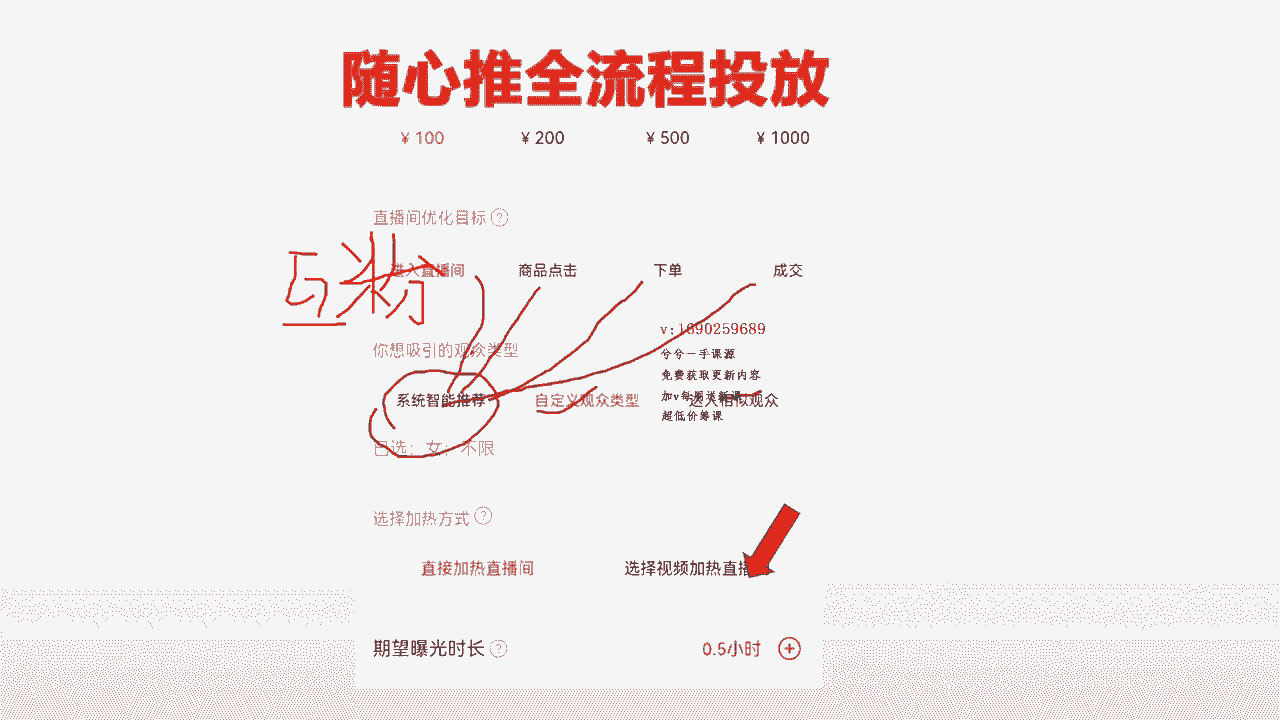 随心推全流程投放
¥ 100 ¥ 200 ¥ 500 ¥ 1000
直播间优化目标 ?
互粉
进入直播间 商品点击 下单 成交
v:1690259689
你想吸引的观众类型
兮兮一手课源
免费获取更新内容
系统智能推荐 自定义观众类型 达人相似观众
加v每期送新课
超低价筹课
已选：女；不限
选择加热方式 ?
直接加热直播间 选择视频加热直播
期望曝光时长 ? 0.5小时 +